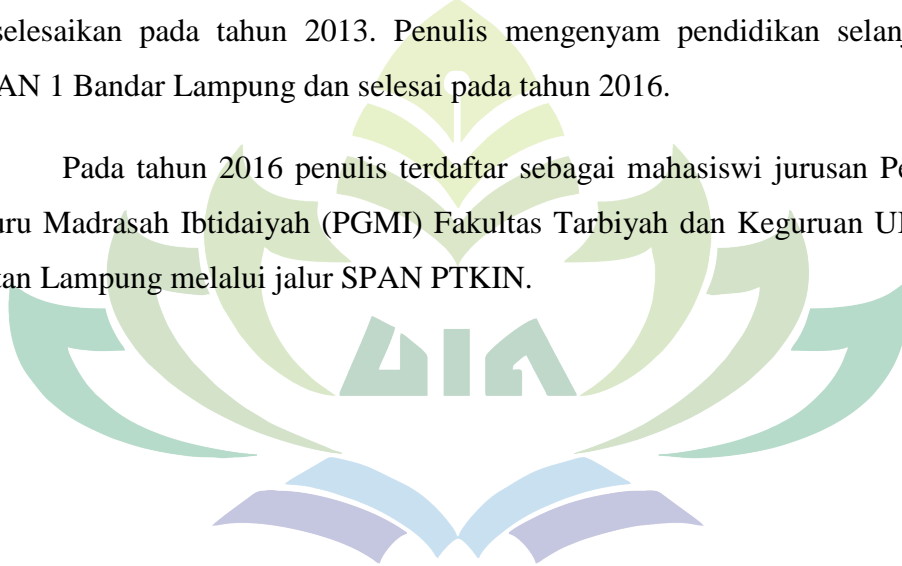 selesaikan pada tahun 2013. Penulis mengenyam pendidikan selan
AN 1 Bandar Lampung dan selesai pada tahun 2016.
Pada tahun 2016 penulis terdaftar sebagai mahasiswi jurusan Pe
uru Madrasah Ibtidaiyah (PGMI) Fakultas Tarbiyah dan Keguruan U
tan Lampung melalui jalur SPAN PTKIN.
UIN